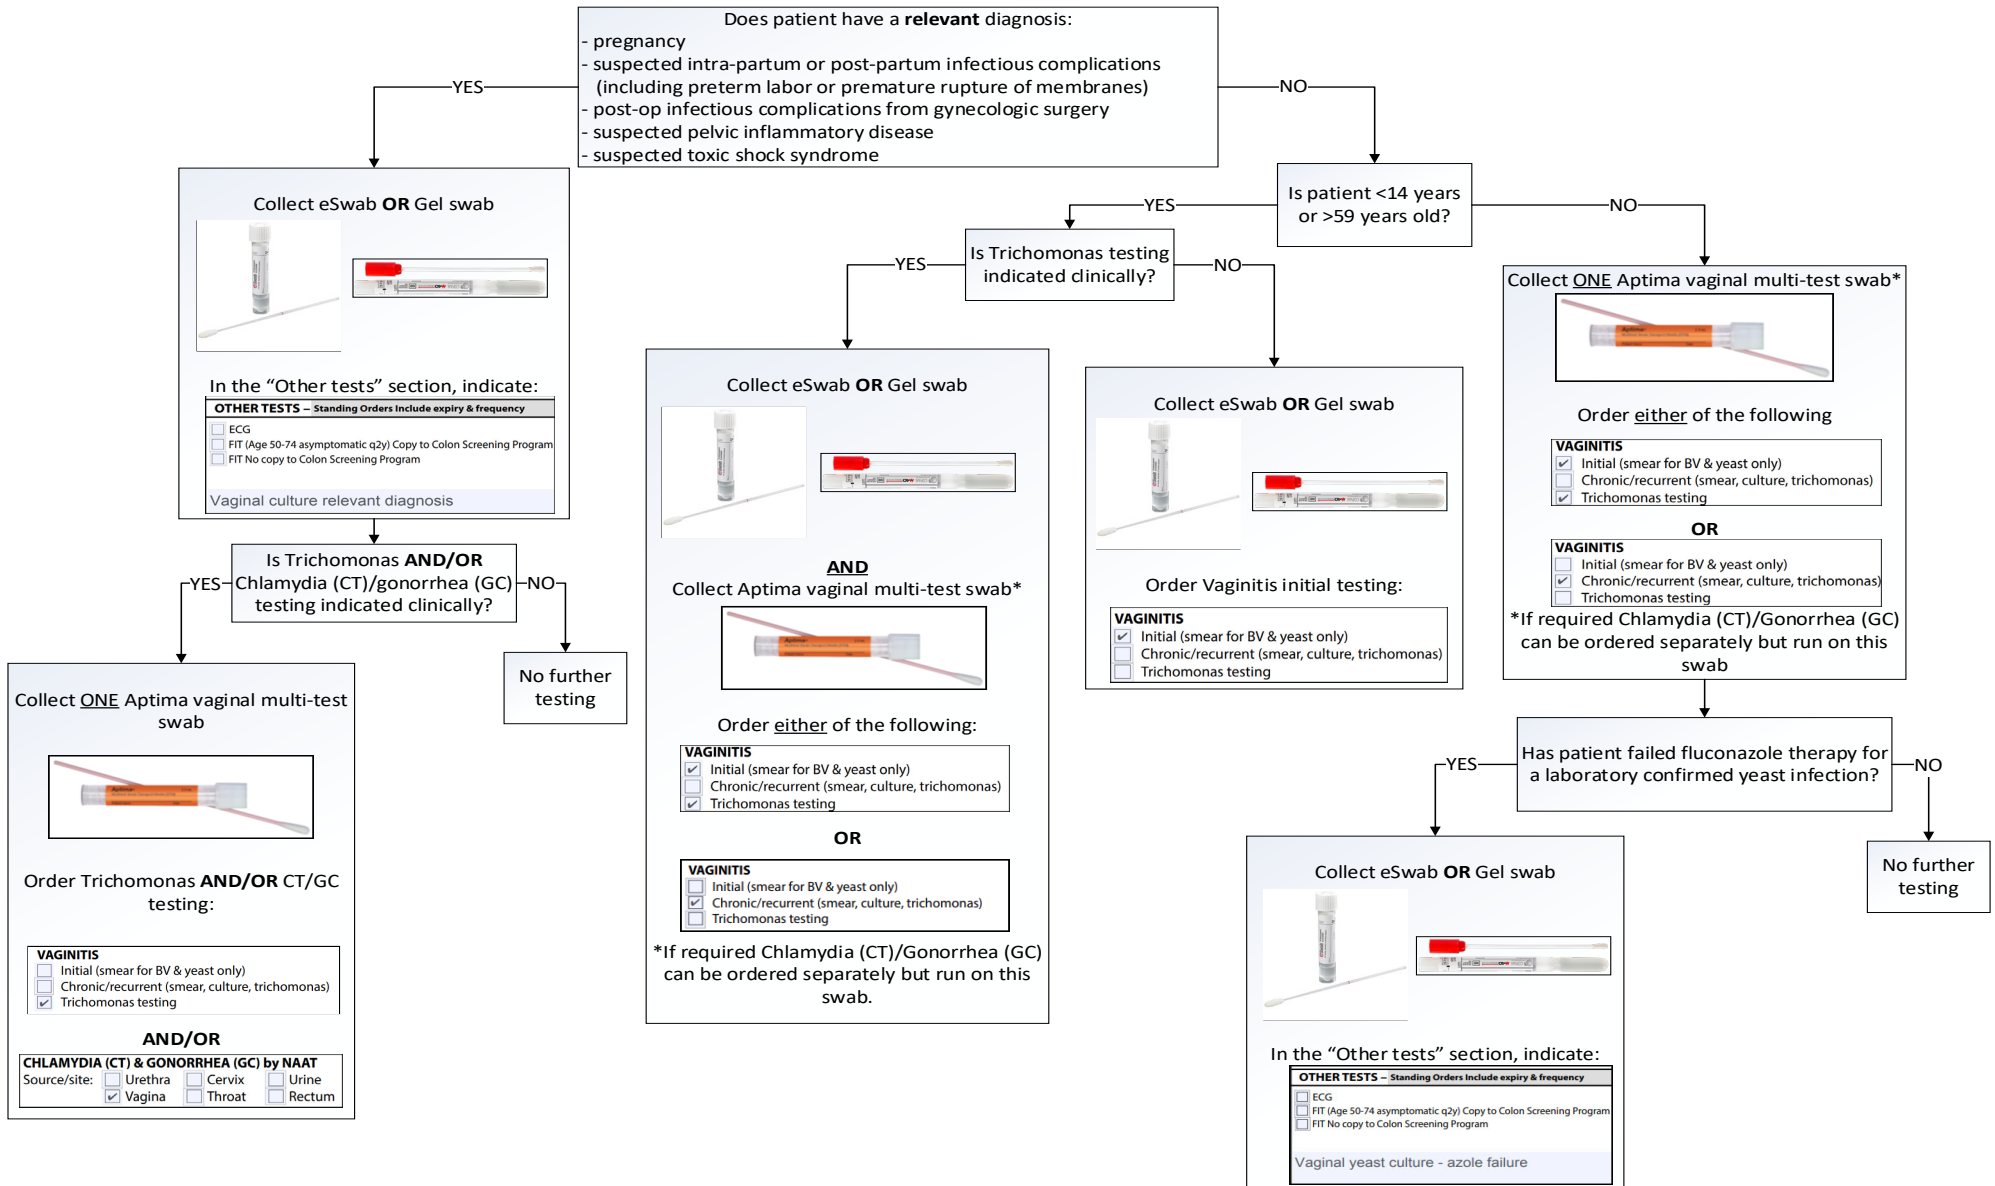 Does patient have a relevant diagnosis:
- pregnancy
- suspected intra-partum or post-partum infectious complications
(including preterm labor or premature rupture of membranes)
- post-op infectious complications from gynecologic surgery
- suspected pelvic inflammatory disease
- suspected toxic shock syndrome
YES
NO
Collect eSwab OR Gel swab
In the “Other tests” section, indicate:
OTHER TESTS – Standing Orders Include expiry & frequency
ECG
FIT (Age 50-74 asymptomatic q2y) Copy to Colon Screening Program
FIT No copy to Colon Screening Program
Vaginal culture relevant diagnosis
Is Trichomonas AND/OR
Chlamydia (CT)/gonorrhea (GC)
testing indicated clinically?
YES
NO
No further
testing
Collect ONE Aptima vaginal multi-test
swab
Aptima
Order Trichomonas AND/OR CT/GC
testing:
VAGINITIS
Initial (smear for BV & yeast only)
Chronic/recurrent (smear, culture, trichomonas)
Trichomonas testing
AND/OR
CHLAMYDIA (CT) & GONORRHEA (GC) by NAAT
Source/site: Urethra Cervix Urine
Vagina Throat Rectum
Is patient <14 years
or >59 years old?
YES
NO
Is Trichomonas testing
indicated clinically?
YES
NO
Collect eSwab OR Gel swab
AND
Collect Aptima vaginal multi-test swab*
Aptima
Order either of the following:
VAGINITIS
Initial (smear for BV & yeast only)
Chronic/recurrent (smear, culture, trichomonas)
Trichomonas testing
OR
VAGINITIS
Initial (smear for BV & yeast only)
Chronic/recurrent (smear, culture, trichomonas)
Trichomonas testing
*If required Chlamydia (CT)/Gonorrhea (GC)
can be ordered separately but run on this
swab.
Collect eSwab OR Gel swab
Order Vaginitis initial testing:
VAGINITIS
Initial (smear for BV & yeast only)
Chronic/recurrent (smear, culture, trichomonas)
Trichomonas testing
Collect ONE Aptima vaginal multi-test swab*
Aptima
Order either of the following
VAGINITIS
Initial (smear for BV & yeast only)
Chronic/recurrent (smear, culture, trichomonas)
Trichomonas testing
OR
VAGINITIS
Initial (smear for BV & yeast only)
Chronic/recurrent (smear, culture, trichomonas)
Trichomonas testing
*If required Chlamydia (CT)/Gonorrhea (GC)
can be ordered separately but run on this
swab
Has patient failed fluconazole therapy for
a laboratory confirmed yeast infection?
YES
NO
No further
testing
Collect eSwab OR Gel swab
In the “Other tests” section, indicate:
OTHER TESTS – Standing Orders Include expiry & frequency
ECG
FIT (Age 50-74 asymptomatic q2y) Copy to Colon Screening Program
FIT No copy to Colon Screening Program
Vaginal yeast culture - azole failure